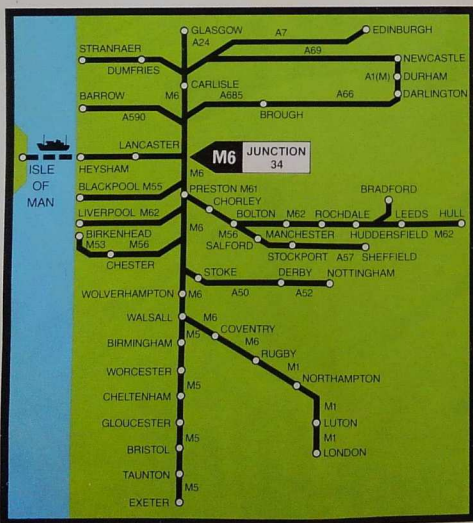 GLASGOW
A24
A7
EDINBURGH
STRANRAER
A69
NEWCASTLE
DUMFRIES
A1(M)
DURHAM
CARLISLE
BARROW
M6
A685
A66
DARLINGTON
A590
BROUGH
LANCASTER
M6
JUNCTION
34
ISLE
OF
MAN
HEYSHAM
M6
BLACKPOOL M55
PRESTON M61
BRADFORD
CHORLEY
LIVERPOOL M62
BOLTON
M62
ROCHDALE
LEEDS
HULL
BIRKENHEAD
M6
M56
MANCHESTER
HUDDERSFIELD
M62
M53
M56
SALFORD
STOCKPORT
A57
SHEFFIELD
CHESTER
STOKE
DERBY
NOTTINGHAM
A50
A52
WOLVERHAMPTON
M6
WALSALL
M6
COVENTRY
BIRMINGHAM
M5
M6
RUGBY
WORCESTER
M1
NORTHAMPTON
CHELTENHAM
M5
M1
GLOUCESTER
LUTON
BRISTOL
M5
M1
LONDON
TAUNTON
M5
EXETER